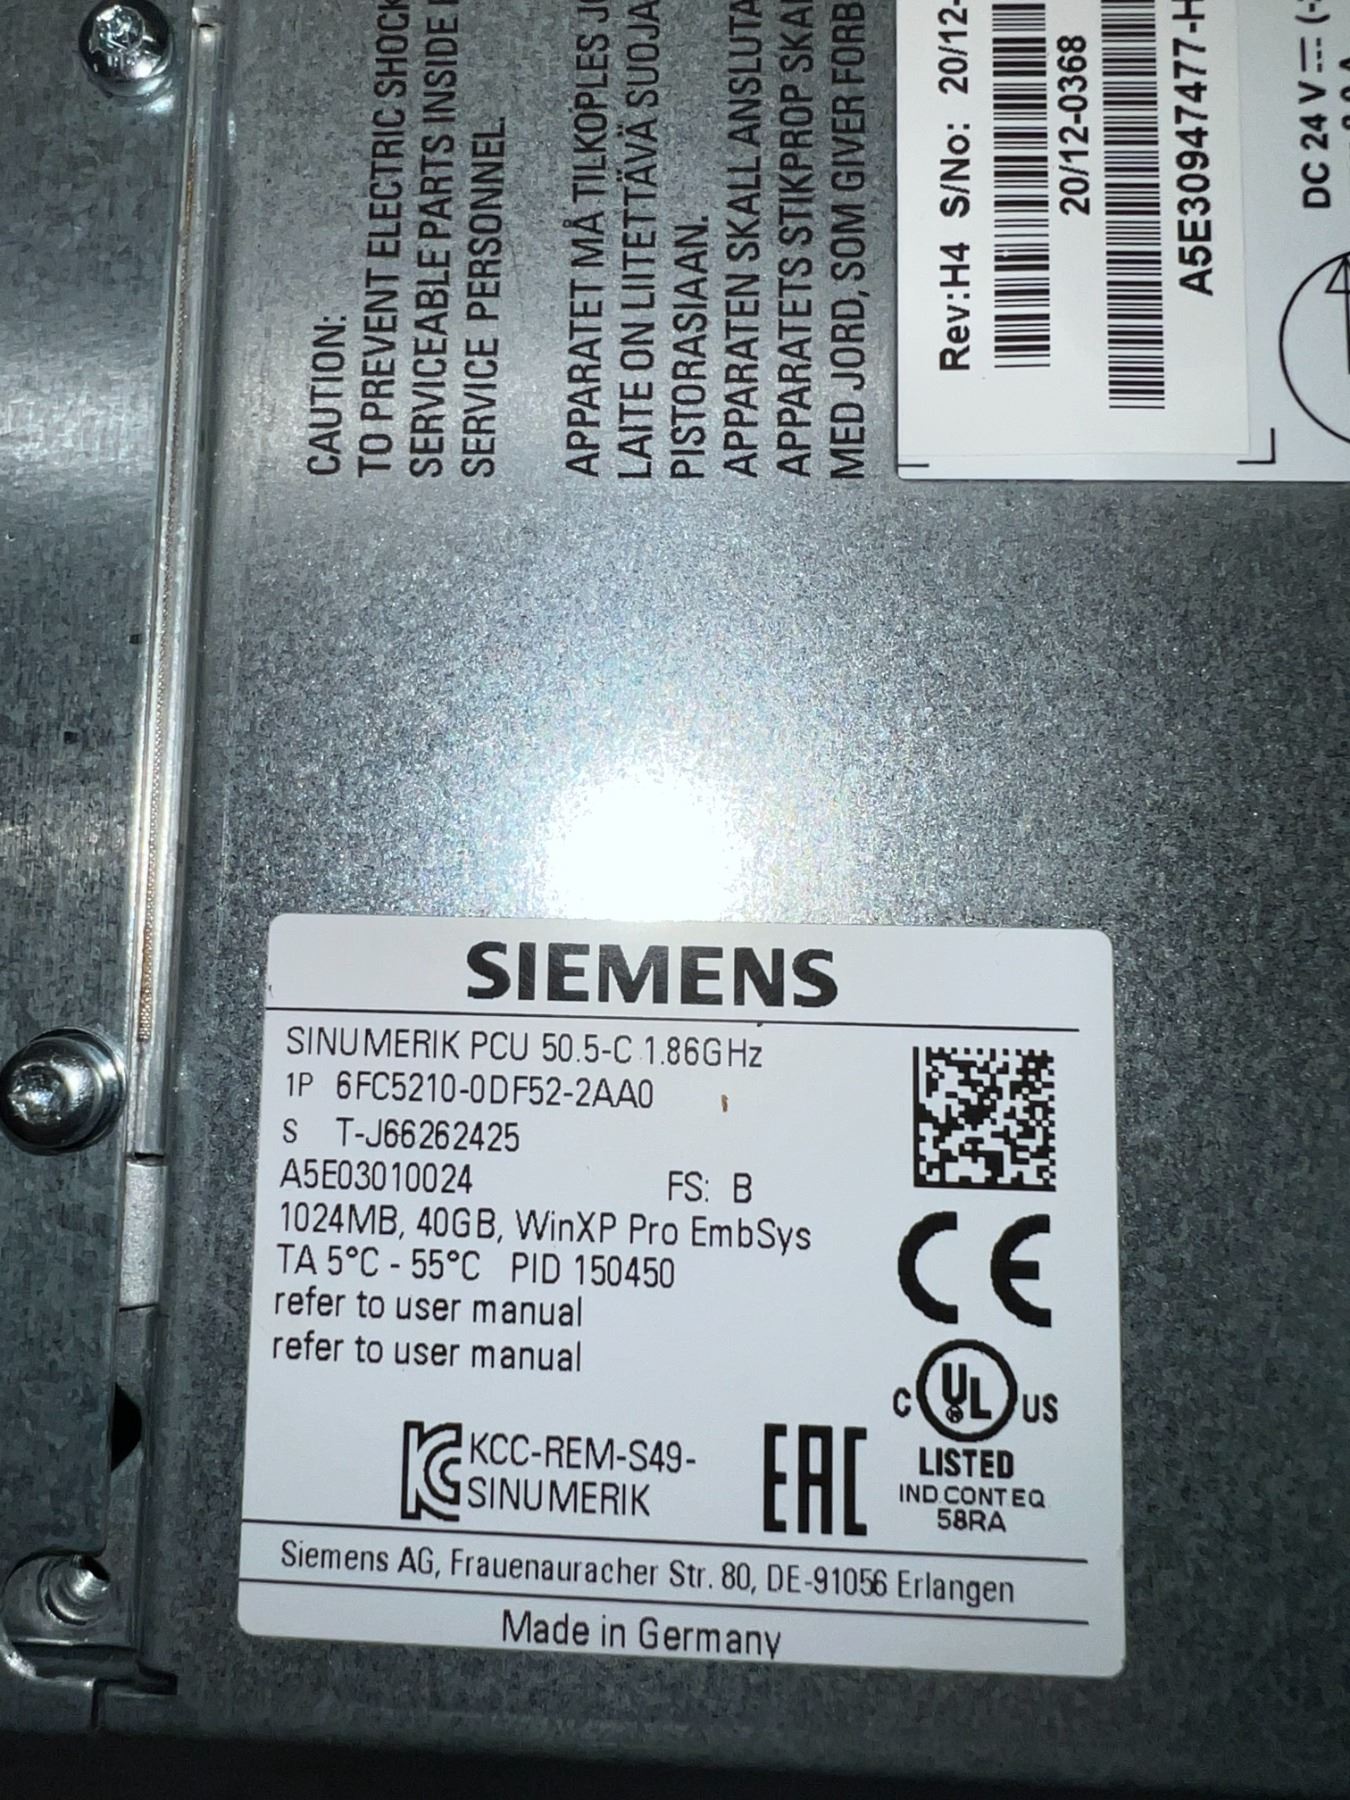 CAUTION:
TO PREVENT ELECTRIC SHOCK
SERVICEABLE PARTS INSIDE
SERVICE PERSONNEL.
APPARATET MÅ TILKOPLES
LAITE ON LIITETTÄVÄ
PISTORASIAAN.
APPARATEN SKALL ANSLUTA
APPARATETS STIKPROP SKAL
MED JORD, SOM GIVER FORB
Rev:H4 S/No: 20/12-
20/12-0368
A5E30947477-H
DC 24 V
SIEMENS
SINUMERIK PCU 50.5-C 1.86GHz
1P 6FC5210-0DF52-2AA0
S T-J66262425
A5E03010024 FS: B
1024MB, 40GB, WinXP Pro EmbSys
TA 5°C - 55°C PID 150450
refer to user manual
refer to user manual
CE
C UL US
LISTED
IND.CONT.EQ.
58RA
KCC-REM-S49-
SINUMERIK
EAC
Siemens AG, Frauenauracher Str. 80, DE-91056 Erlangen
Made in Germany